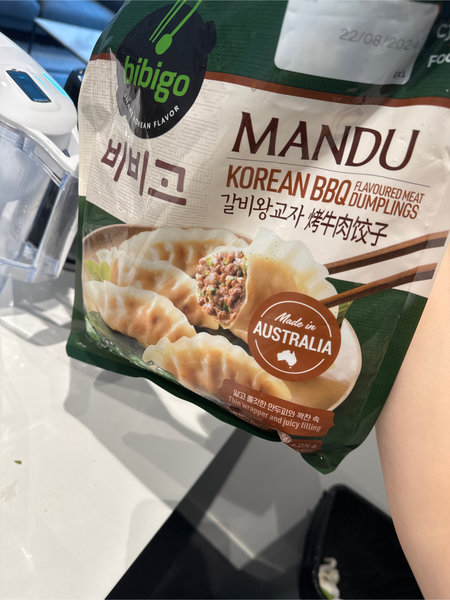 22/08/2024
bibigo
KOREAN FLAVOR
비비고
MANDU
KOREAN BBQ FLAVOURED MEAT DUMPLINGS
갈비왕교자 烤牛肉饺子
Made in
AUSTRALIA
얇고 쫄깃한 만두피와 꽉찬 속
Thin wrapper and juicy filling